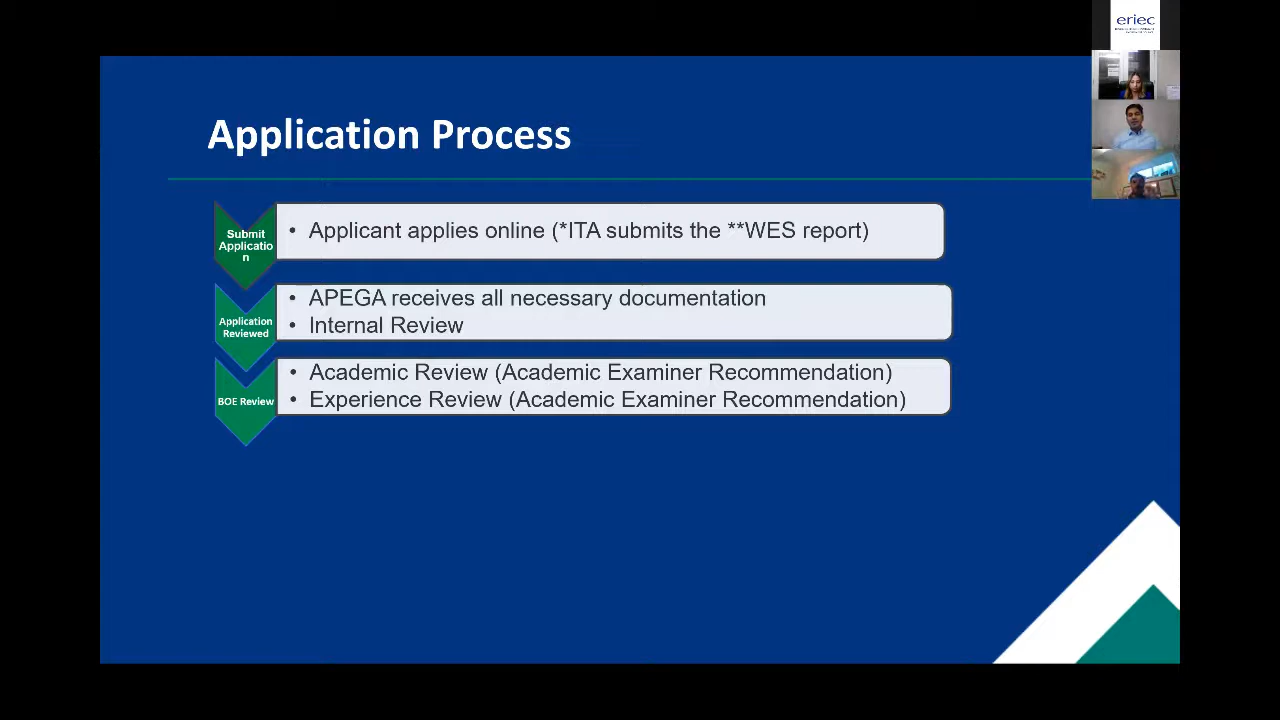 eriec
Application Process
Submit
Applicatio
n
• Applicant applies online (*ITA submits the **WES report)
Application
Reviewed
• APEGA receives all necessary documentation
• Internal Review
BOE Review
• Academic Review (Academic Examiner Recommendation)
• Experience Review (Academic Examiner Recommendation)